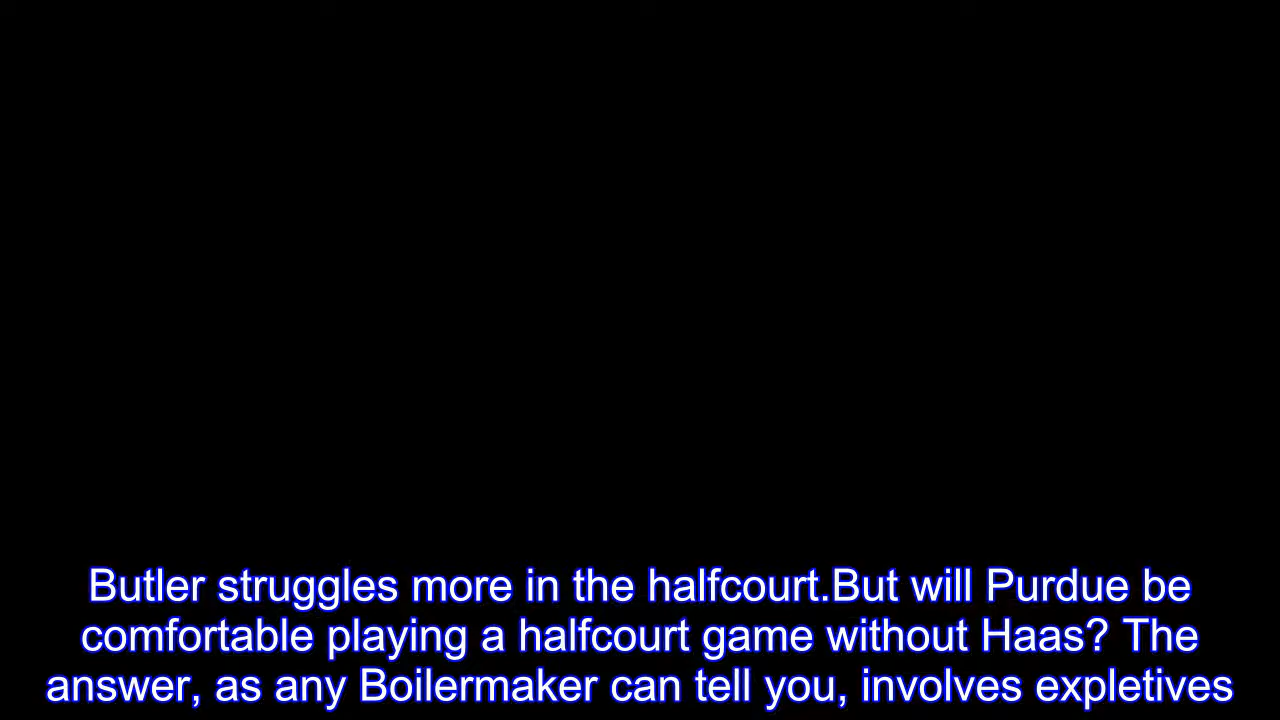 Butler struggles more in the halfcourt.But will Purdue be
comfortable playing a halfcourt game without Haas? The
answer, as any Boilermaker can tell you, involves expletives